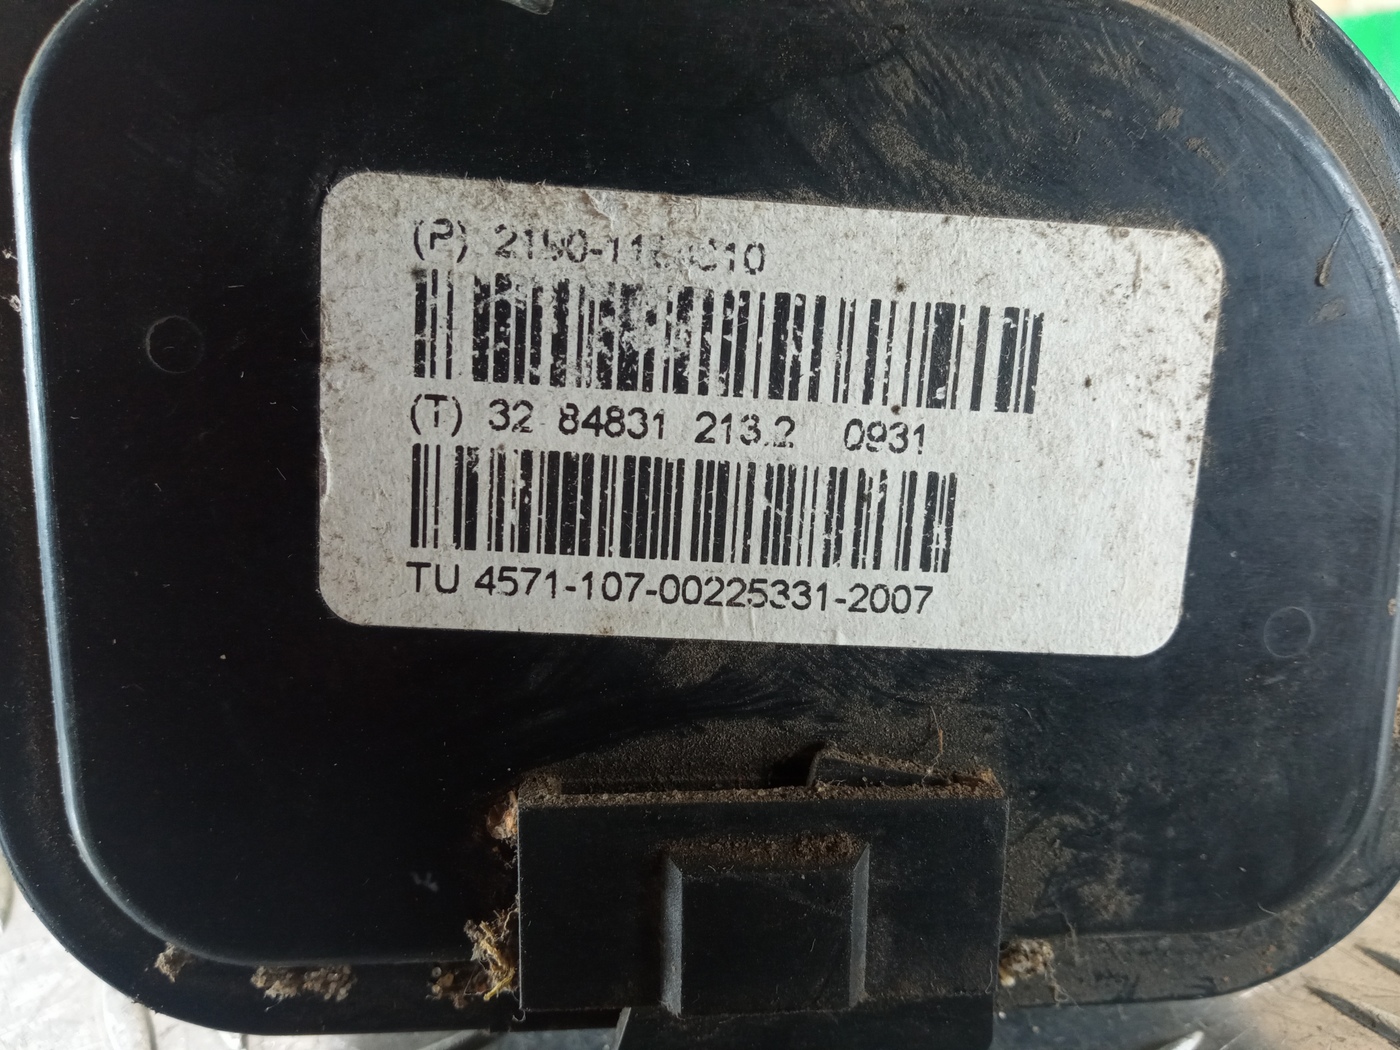 (P)
(T) 32 84831 213.2 0931
TU 4571-107-00225331-2007